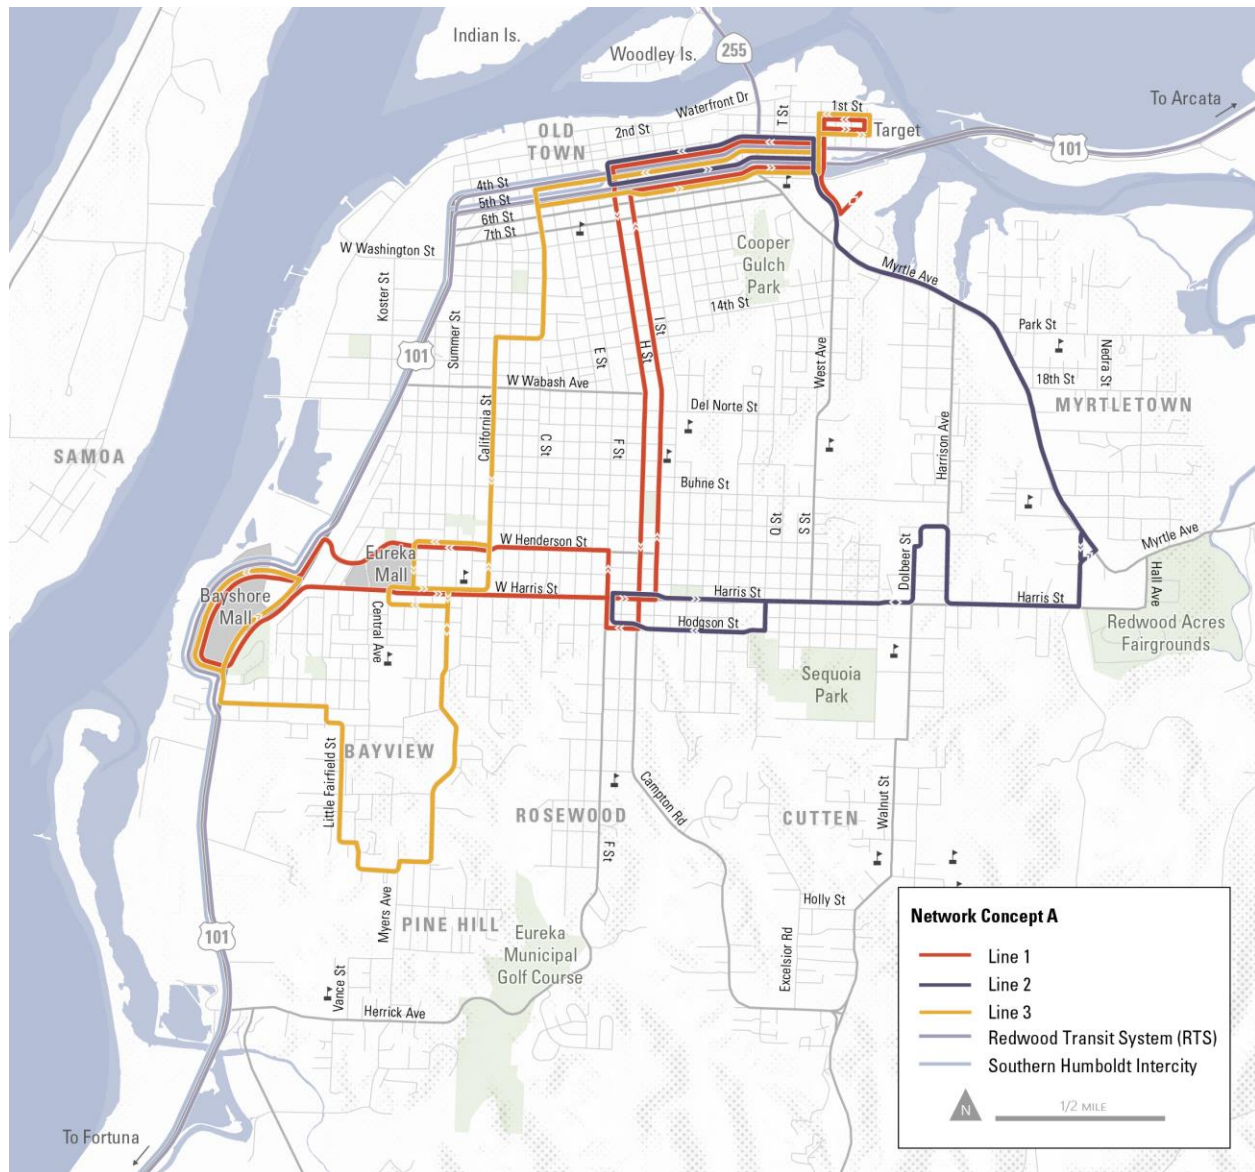 Indian Is.
Woodley Is.
255
To Arcata
Waterfront Dr
T St
1st St
Target
101
OLD
TOWN
2nd St
4th St
5th St
6th St
7th St
W Washington St
Cooper
Gulch
Park
Myrtle Ave
Koster St
Summer St
14th St
I St
H St
Park St
Nedra St
101
E St
West Ave
18th St
W Wabash Ave
Del Norte St
MYRTLETOWN
California St
C St
F St
Harrison Ave
SAMOA
Buhne St
Q St
S St
W Henderson St
Eureka
Mall
Dolbeer St
Myrtle Ave
Hall Ave
Bayshore
Mall
W Harris St
Harris St
Harris St
Central Ave
Hodgson St
Redwood Acres
Fairgrounds
Sequoia
Park
BAYVIEW
Little Fairfield St
Campton Rd
Walnut St
ROSEWOOD
CUTTEN
F St
Holly St
Myers Ave
PINE HILL
101
Eureka
Municipal
Golf Course
Excelsior Rd
Vance St
Herrick Ave
To Fortuna
Network Concept A
Line 1
Line 2
Line 3
Redwood Transit System (RTS)
Southern Humboldt Intercity
N
1/2 MILE